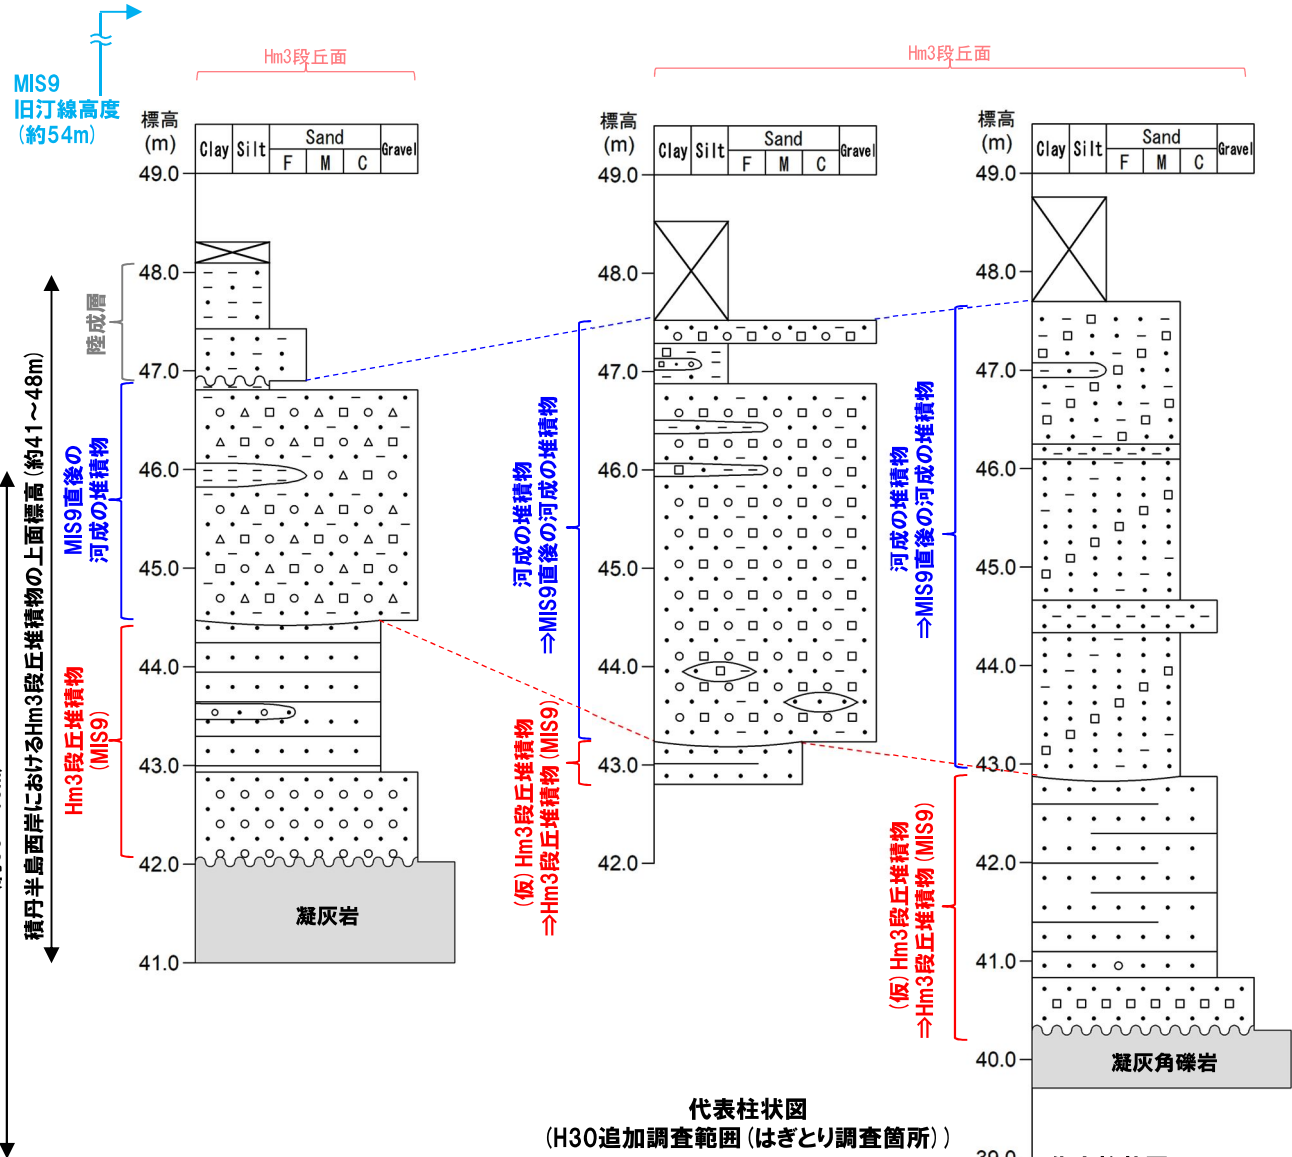 MIS9
旧汀線高度
(約54m)
Hm3段丘面
Hm3段丘面
標高
(m)
Clay
Silt
Sand
F
M
C
Gravel
49.0
48.0
47.0
46.0
45.0
44.0
43.0
42.0
41.0
標高
(m)
Clay
Silt
Sand
F
M
C
Gravel
49.0
48.0
47.0
46.0
45.0
44.0
43.0
42.0
標高
(m)
Clay
Silt
Sand
F
M
C
Gravel
49.0
48.0
47.0
46.0
45.0
44.0
43.0
42.0
41.0
40.0
積丹半島西岸におけるHm3段丘堆積物の上面標高(約41～48m)
陸成層
MIS9直後の
河成の堆積物
Hm3段丘堆積物
(MIS9)
凝灰岩
河成の堆積物
⇒MIS9直後の河成の堆積物
(仮)Hm3段丘堆積物
⇒Hm3段丘堆積物(MIS9)
河成の堆積物
⇒MIS9直後の河成の堆積物
(仮)Hm3段丘堆積物
⇒Hm3段丘堆積物(MIS9)
凝灰角礫岩
代表柱状図
(H30追加調査範囲(はぎとり調査箇所))